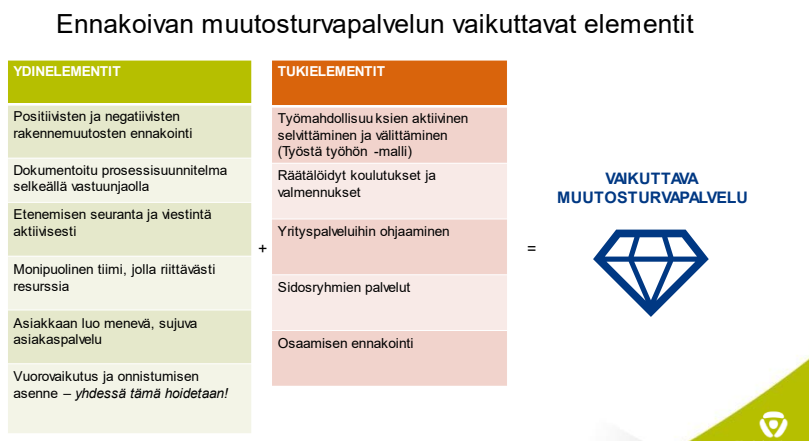 Ennakoivan muutosturvapalvelun vaikuttavat elementit
YDINELEMENTIT
Positiivisten ja negatiivisten
rakennemuutosten ennakointi
Dokumentoitu prosessisuunnitelma
selkeällä vastuunjaolla
Etenemisen seuranta ja viestintä
aktiivisesti
Monipuolinen tiimi, jolla riittävästi
resurssia
Asiakkaan luo menevä, sujuva
asiakaspalvelu
Vuorovaikutus ja onnistumisen
asenne – yhdessä tämä hoidetaan!
+
TUKIELEMENTIT
Työmahdollisuuksien aktiivinen
selvittäminen ja välittäminen
(Työstä työhön -malli)
Räätälöidyt koulutukset ja
valmennukset
Yrityspalveluihin ohjaaminen
Sidosryhmien palvelut
Osaamisen ennakointi
=
VAIKUTTAVA
MUUTOSTURVAPALVELU